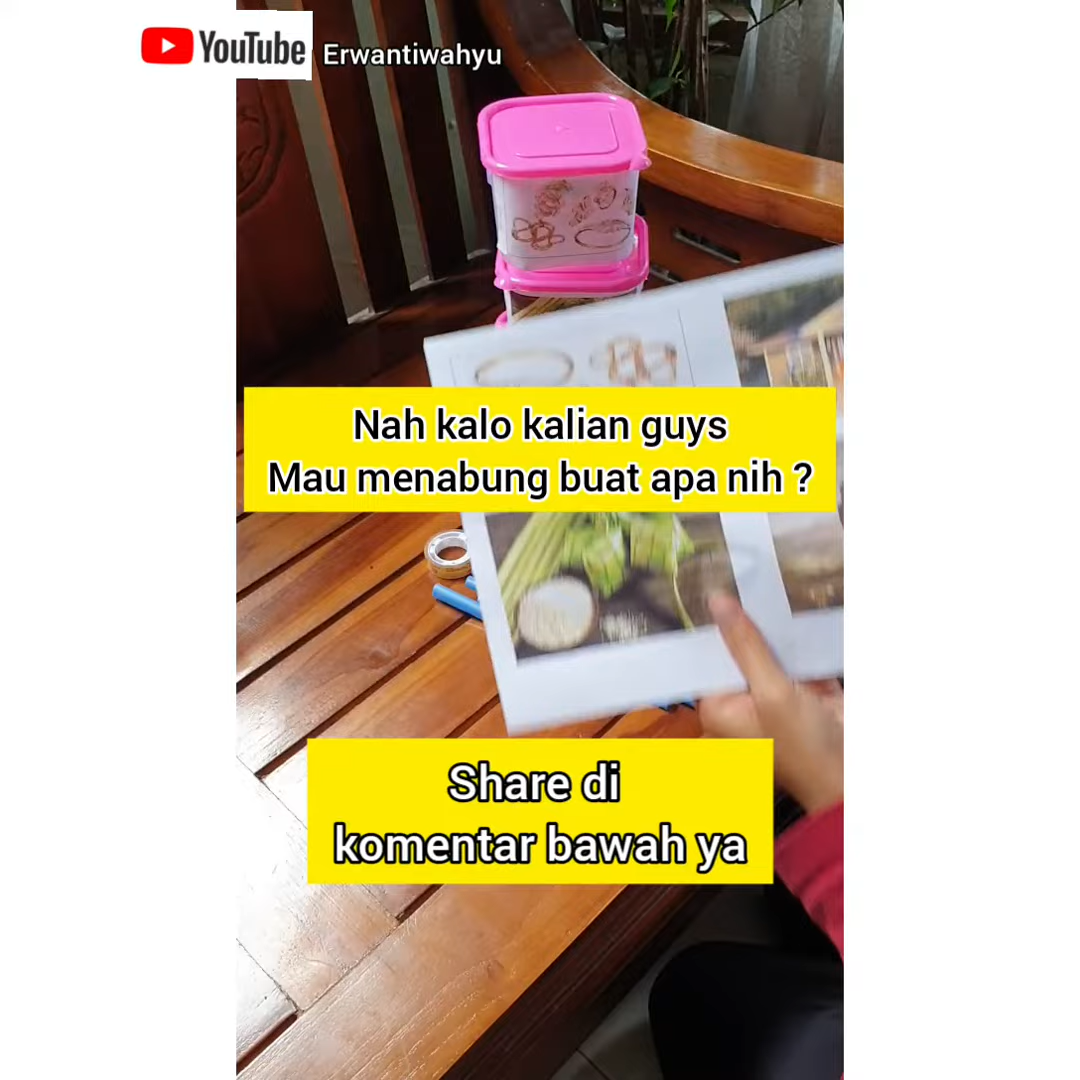 YouTube Erwantiwahyu
Nah kalo kalian guys
Mau menabung buat apa nih ?
Share di
komentar bawah ya